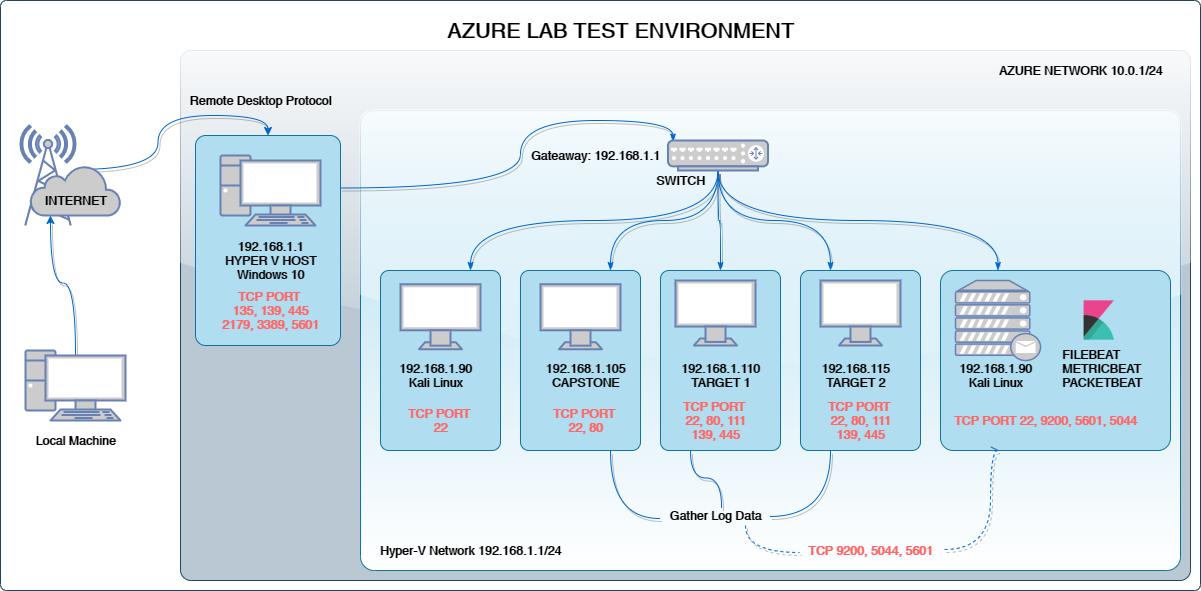 AZURE LAB TEST ENVIRONMENT
AZURE NETWORK 10.0.1/24
Remote Desktop Protocol
INTERNET
Local Machine
192.168.1.1
HYPER V HOST
Windows 10
TCP PORT
135, 139, 445
2179, 3389, 5601
Gateaway: 192.168.1.1
SWITCH
192.168.1.90
Kali Linux
TCP PORT
22
192.168.1.105
CAPSTONE
TCP PORT
22, 80
192.168.1.110
TARGET 1
TCP PORT
22, 80, 111
139, 445
192.168.115
TARGET 2
TCP PORT
22, 80, 111
139, 445
192.168.1.90
Kali Linux
FILEBEAT
METRICBEAT
PACKETBEAT
TCP PORT 22, 9200, 5601, 5044
Gather Log Data
TCP 9200, 5044, 5601
Hyper-V Network 192.168.1.1/24